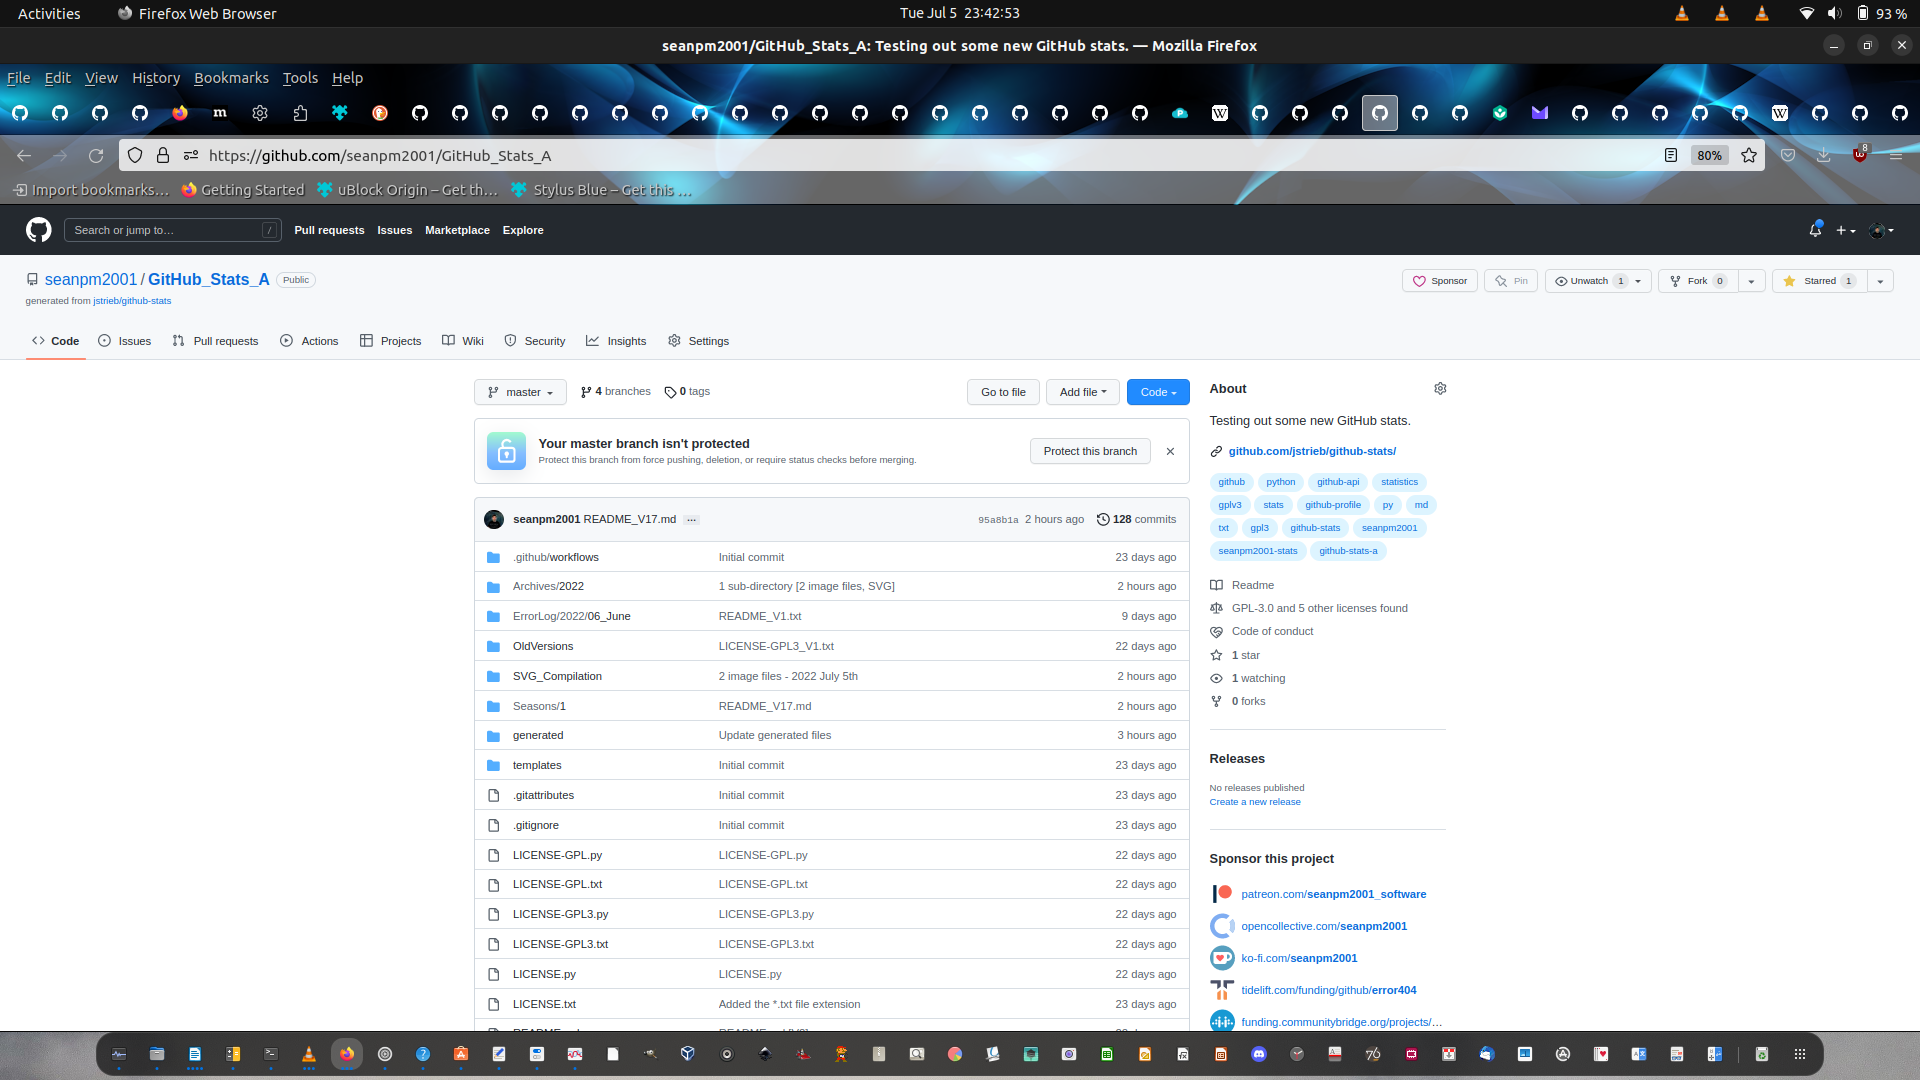 Activities Firefox Web Browser Tue Jul 5 23:42:53 93 %
seanpm2001/GitHub_Stats_A: Testing out some new GitHub stats. — Mozilla Firefox
File Edit View History Bookmarks Tools Help
https://github.com/seanpm2001/GitHub_Stats_A 80% 8
Import bookmarks… Getting Started uBlock Origin – Get th… Stylus Blue – Get this …
Search or jump to… / Pull requests Issues Marketplace Explore
seanpm2001 / GitHub_Stats_A Public Sponsor Pin Unwatch 1 Fork 0 Starred 1
generated from jstrieb/github-stats
Code Issues Pull requests Actions Projects Wiki Security Insights Settings
master 4 branches 0 tags Go to file Add file Code
Your master branch isn't protected
Protect this branch from force pushing, deletion, or require status checks before merging.
Protect this branch
seanpm2001 README_V17.md … 95a8b1a 2 hours ago 128 commits
.github/workflows Initial commit 23 days ago
Archives/2022 1 sub-directory [2 image files, SVG] 2 hours ago
ErrorLog/2022/06_June README_V1.txt 9 days ago
OldVersions LICENSE-GPL3_V1.txt 22 days ago
SVG_Compilation 2 image files - 2022 July 5th 2 hours ago
Seasons/1 README_V17.md 2 hours ago
generated Update generated files 3 hours ago
templates Initial commit 23 days ago
.gitattributes Initial commit 23 days ago
.gitignore Initial commit 23 days ago
LICENSE-GPL.py LICENSE-GPL.py 22 days ago
LICENSE-GPL.txt LICENSE-GPL.txt 22 days ago
LICENSE-GPL3.py LICENSE-GPL3.py 22 days ago
LICENSE-GPL3.txt LICENSE-GPL3.txt 22 days ago
LICENSE.py LICENSE.py 22 days ago
LICENSE.txt Added the *.txt file extension 23 days ago
About
Testing out some new GitHub stats.
github.com/jstrieb/github-stats/
github python github-api statistics
gplv3 stats github-profile py md
txt gpl3 github-stats seanpm2001
seanpm2001-stats github-stats-a
Readme
GPL-3.0 and 5 other licenses found
Code of conduct
1 star
1 watching
0 forks
Releases
No releases published
Create a new release
Sponsor this project
patreon.com/seanpm2001_software
opencollective.com/seanpm2001
ko-fi.com/seanpm2001
tidelift.com/funding/github/error404
funding.communitybridge.org/projects/…